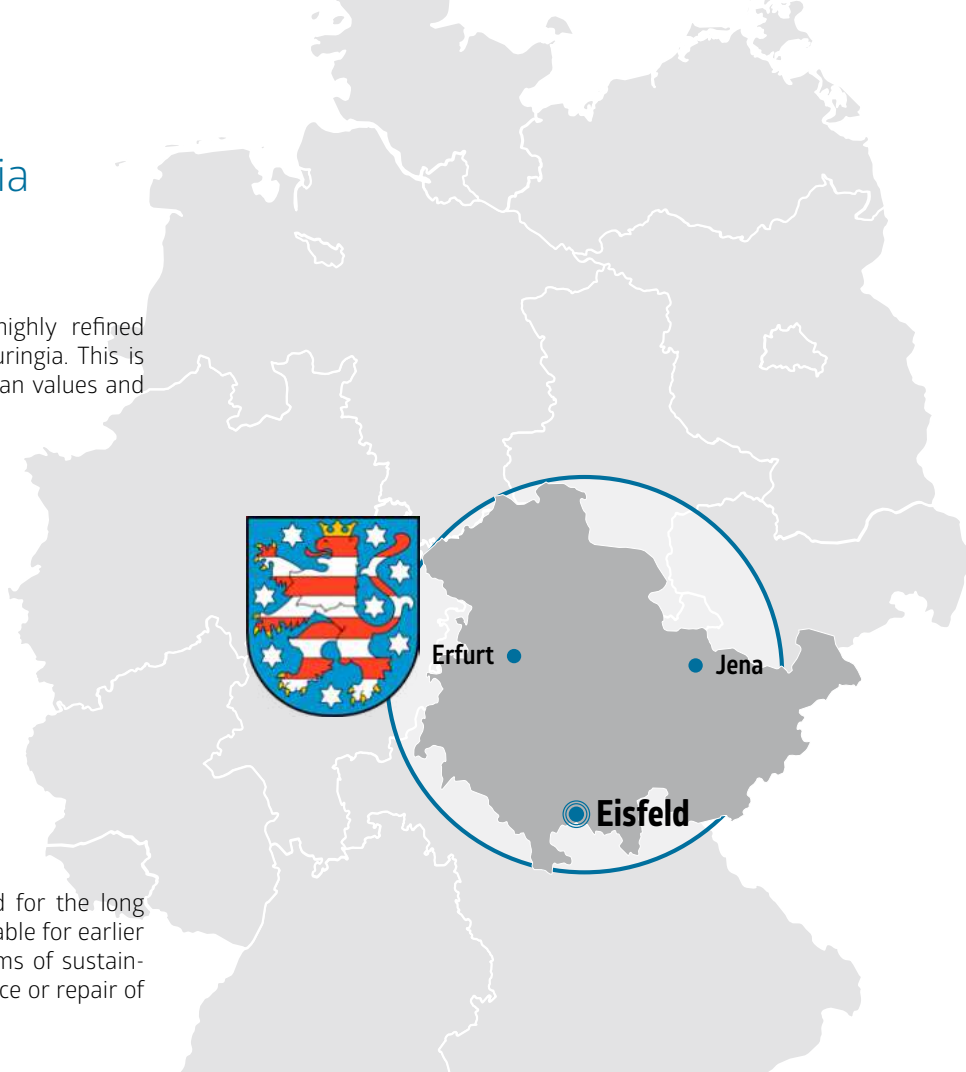 ia
highly refined
uringia. This is
an values and
Erfurt
Jena
Eisfeld
d for the long
able for earlier
ms of sustain-
ce or repair of